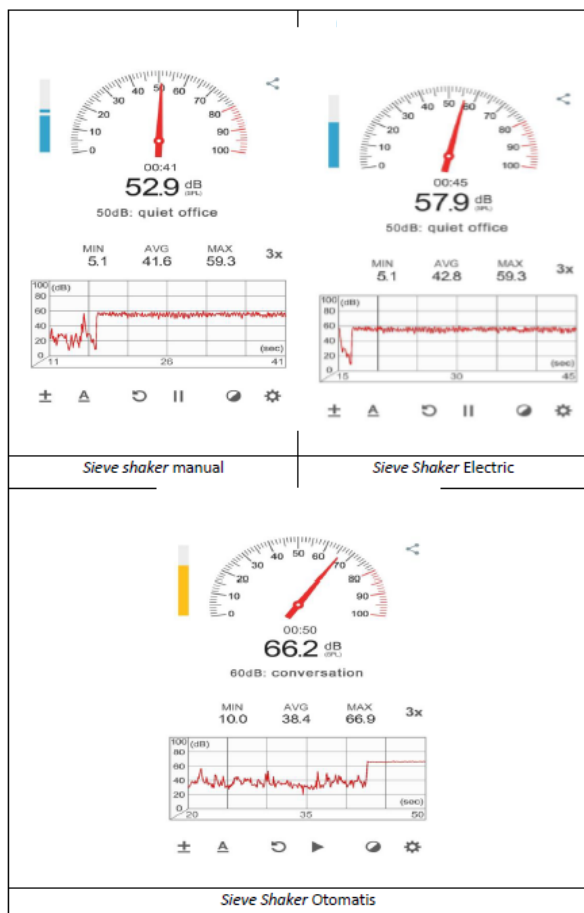 0 10 20 30 40 50 60 70 80 90 100
00:41
52.9 dB (SPL)
50dB: quiet office
MIN AVG MAX 3x
5.1 41.6 59.3
100 (dB)
80
60
40
20
0 (sec)
11 26 41
± A
0 10 20 30 40 50 60 70 80 90 100
00:45
57.9 dB (SPL)
50dB: quiet office
MIN AVG MAX 3x
5.1 42.8 59.3
100 (dB)
80
60
40
20
0 (sec)
15 30 45
± A
Sieve shaker manual
Sieve Shaker Electric
0 10 20 30 40 50 60 70 80 90 100
00:50
66.2 dB (SPL)
60dB: conversation
MIN AVG MAX 3x
10.0 38.4 66.9
100 (dB)
80
60
40
20
0 (sec)
20 35 50
± A
Sieve Shaker Otomatis